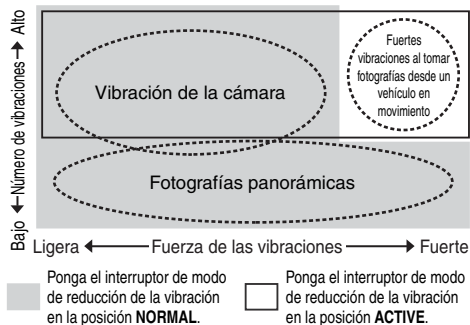 Alto
Número de vibraciones
Bajo
Vibración de la cámara
Fuertes
vibraciones al tomar
fotografías desde un
vehículo en
movimiento
Fotografías panorámicas
Ligera
Fuerza de las vibraciones
Fuerte
Ponga el interruptor de modo
de reducción de la vibración
en la posición NORMAL.
Ponga el interruptor de modo
de reducción de la vibración
en la posición ACTIVE.